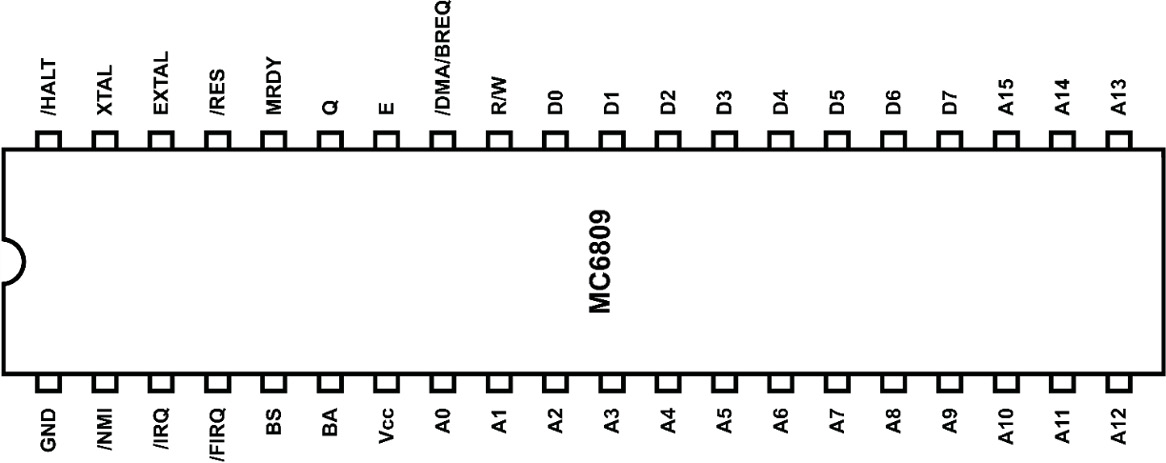 /HALT
XTAL
EXTAL
/RES
MRDY
Q
E
/DMA/BREQ
R/W
D0
D1
D2
D3
D4
D5
D6
D7
A15
A14
A13
MC6809
GND
/NMI
/IRQ
/FIRQ
BS
BA
Vcc
A0
A1
A2
A3
A4
A5
A6
A7
A8
A9
A10
A11
A12